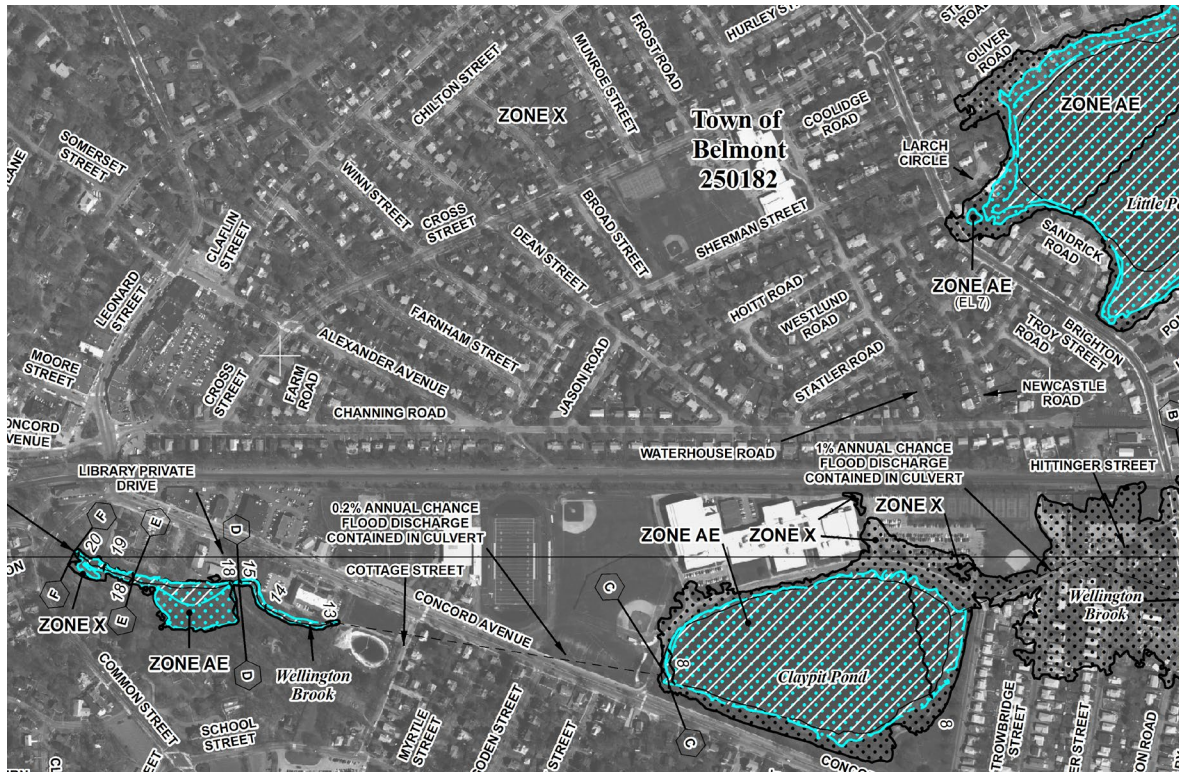 HURLEY
FROST ROAD
MUNROE STREET
CHILTON STREET
ZONE X
OLIVER
ROAD
ZONE AE
Town of
Belmont
250182
COOLIDGE
ROAD
SOMERSET
STREET
LARCH
CIRCLE
WINN STREET
CROSS
STREET
BROAD STREET
DEAN STREET
SHERMAN STREET
SANDRICK
ROAD
CLAFLIN
STREET
LEONARD
STREET
ZONE AE
(EL 7)
HOITT ROAD
WESTLUND
ROAD
TROY STREET
BRIGHTON
ROAD
FARNHAM STREET
ALEXANDER AVENUE
MOORE
STREET
CROSS
STREET
FARM
ROAD
JASON ROAD
STATLER ROAD
NEWCASTLE
ROAD
CHANNING ROAD
WATERHOUSE ROAD
1% ANNUAL CHANCE
FLOOD DISCHARGE
CONTAINED IN CULVERT
HITTINGER STREET
B
LIBRARY PRIVATE
DRIVE
0.2% ANNUAL CHANCE
FLOOD DISCHARGE
CONTAINED IN CULVERT
ZONE X
ZONE AE
ZONE X
F
20
19
E
D
18
15
14
13
COTTAGE STREET
CONCORD AVENUE
C
F
18
E
ZONE X
ZONE AE
D
Wellington
Brook
Wellington
Brook
8
Claypit Pond
8
C
COMMON STREET
SCHOOL
STREET
MYRTLE
STREET
STREET
TROWBRIDGE
STREET